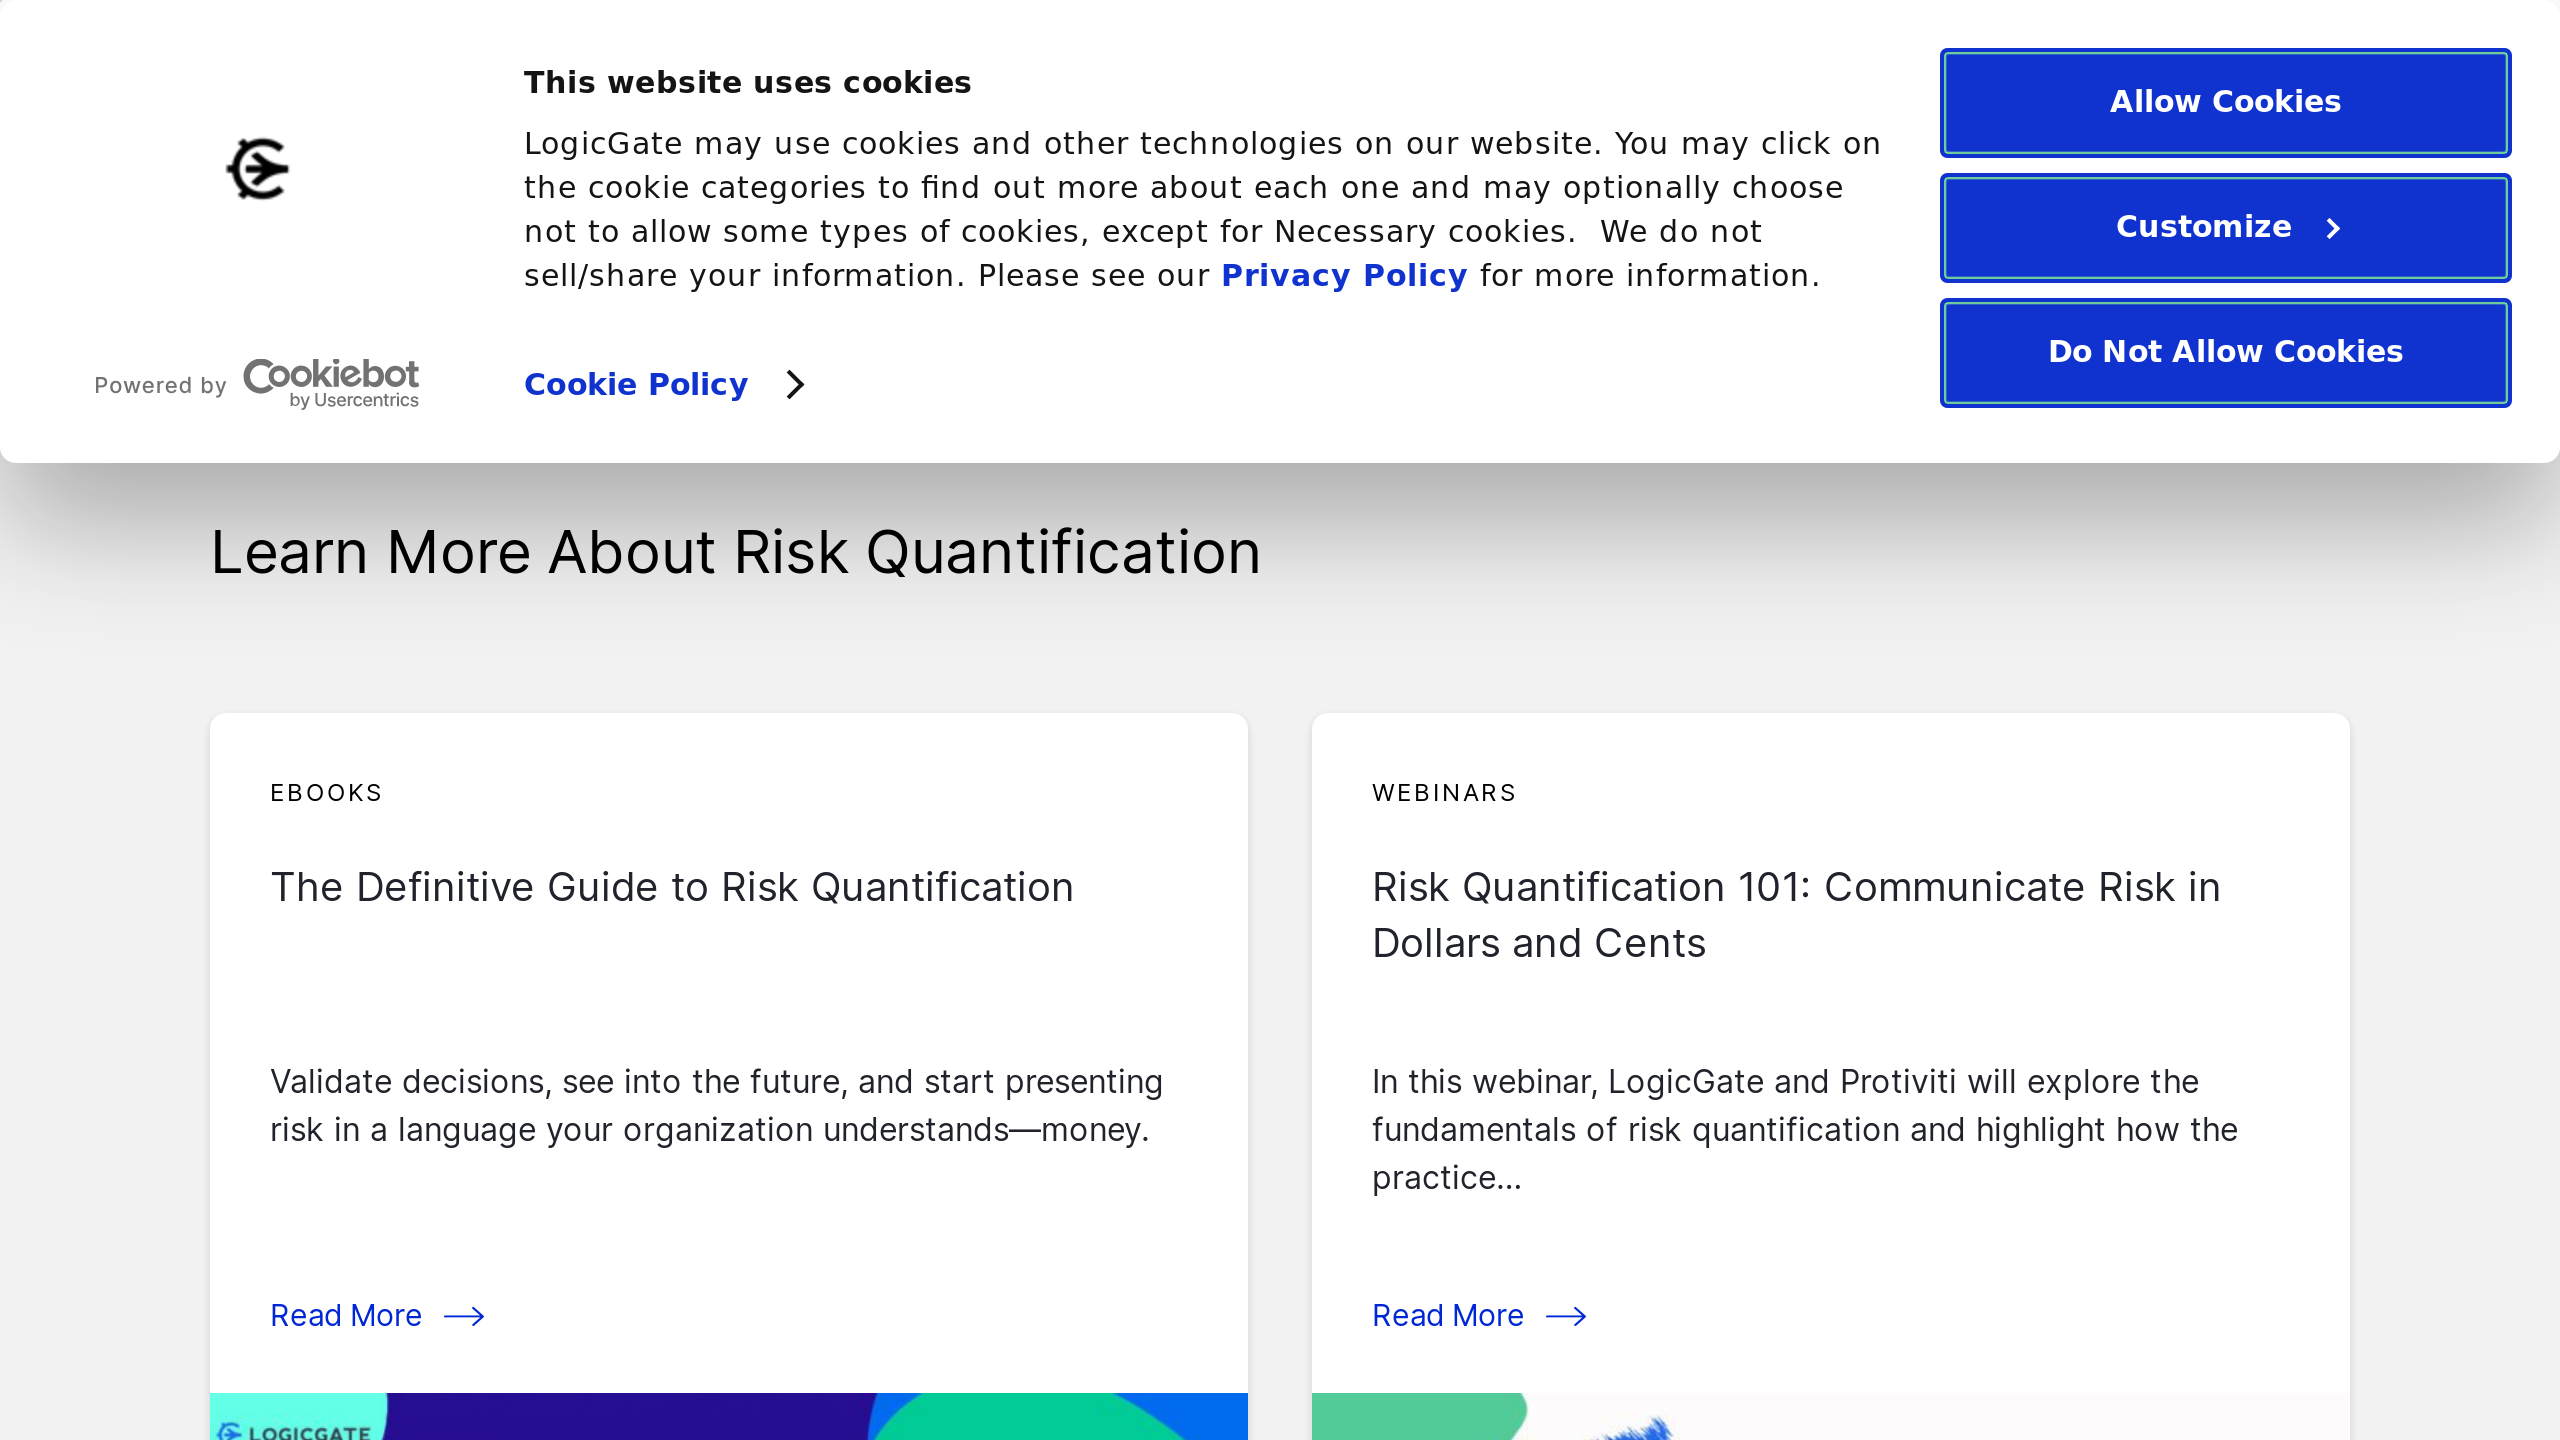 This website uses cookies
LogicGate may use cookies and other technologies on our website. You may click on
the cookie categories to find out more about each one and may optionally choose
not to allow some types of cookies, except for Necessary cookies.  We do not
sell/share your information. Please see our Privacy Policy for more information.
Cookie Policy
Powered by Cookiebot
by Usercentrics
Allow Cookies
Customize
Do Not Allow Cookies
Learn More About Risk Quantification
EBOOKS
The Definitive Guide to Risk Quantification
Validate decisions, see into the future, and start presenting
risk in a language your organization understands—money.
Read More
LOGICGATE
WEBINARS
Risk Quantification 101: Communicate Risk in
Dollars and Cents
In this webinar, LogicGate and Protiviti will explore the
fundamentals of risk quantification and highlight how the
practice...
Read More